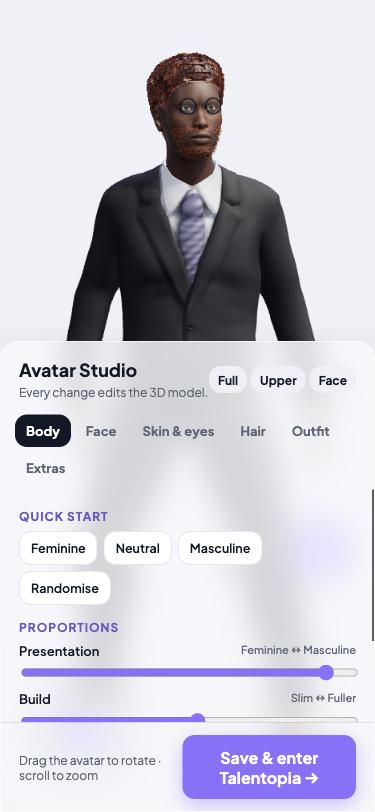 Avatar Studio
Every change edits the 3D model.
Full
Upper
Face
Body
Face
Skin & eyes
Hair
Outfit
Extras
QUICK START
Feminine
Neutral
Masculine
Randomise
PROPORTIONS
Presentation
Feminine ↔ Masculine
Build
Slim ↔ Fuller
Drag the avatar to rotate ·
scroll to zoom
Save & enter
Talentopia →